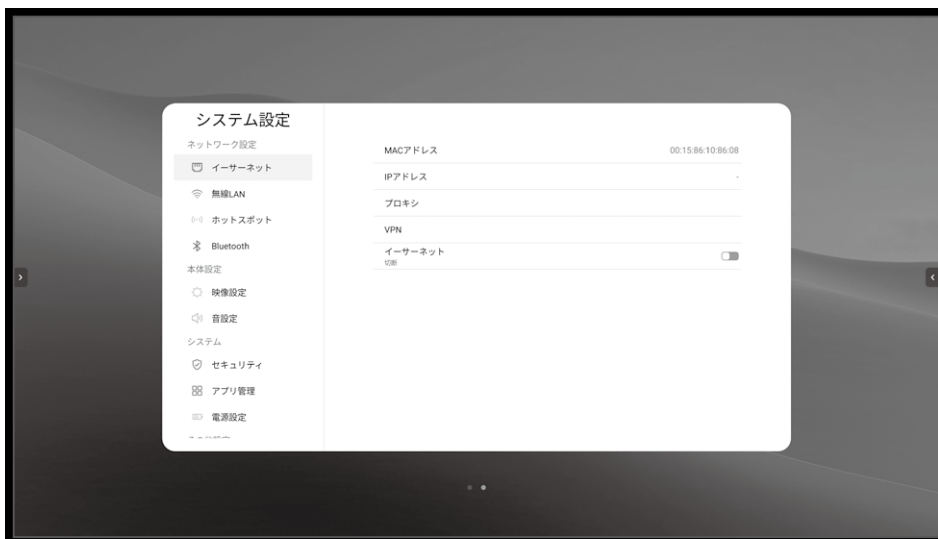 システム設定
ネットワーク設定
イーサーネット
無線LAN
ホットスポット
Bluetooth
本体設定
映像設定
音設定
システム
セキュリティ
アプリ管理
電源設定
MACアドレス 00:15:86:10:86:08
IPアドレス -
プロキシ
VPN
イーサーネット
切断